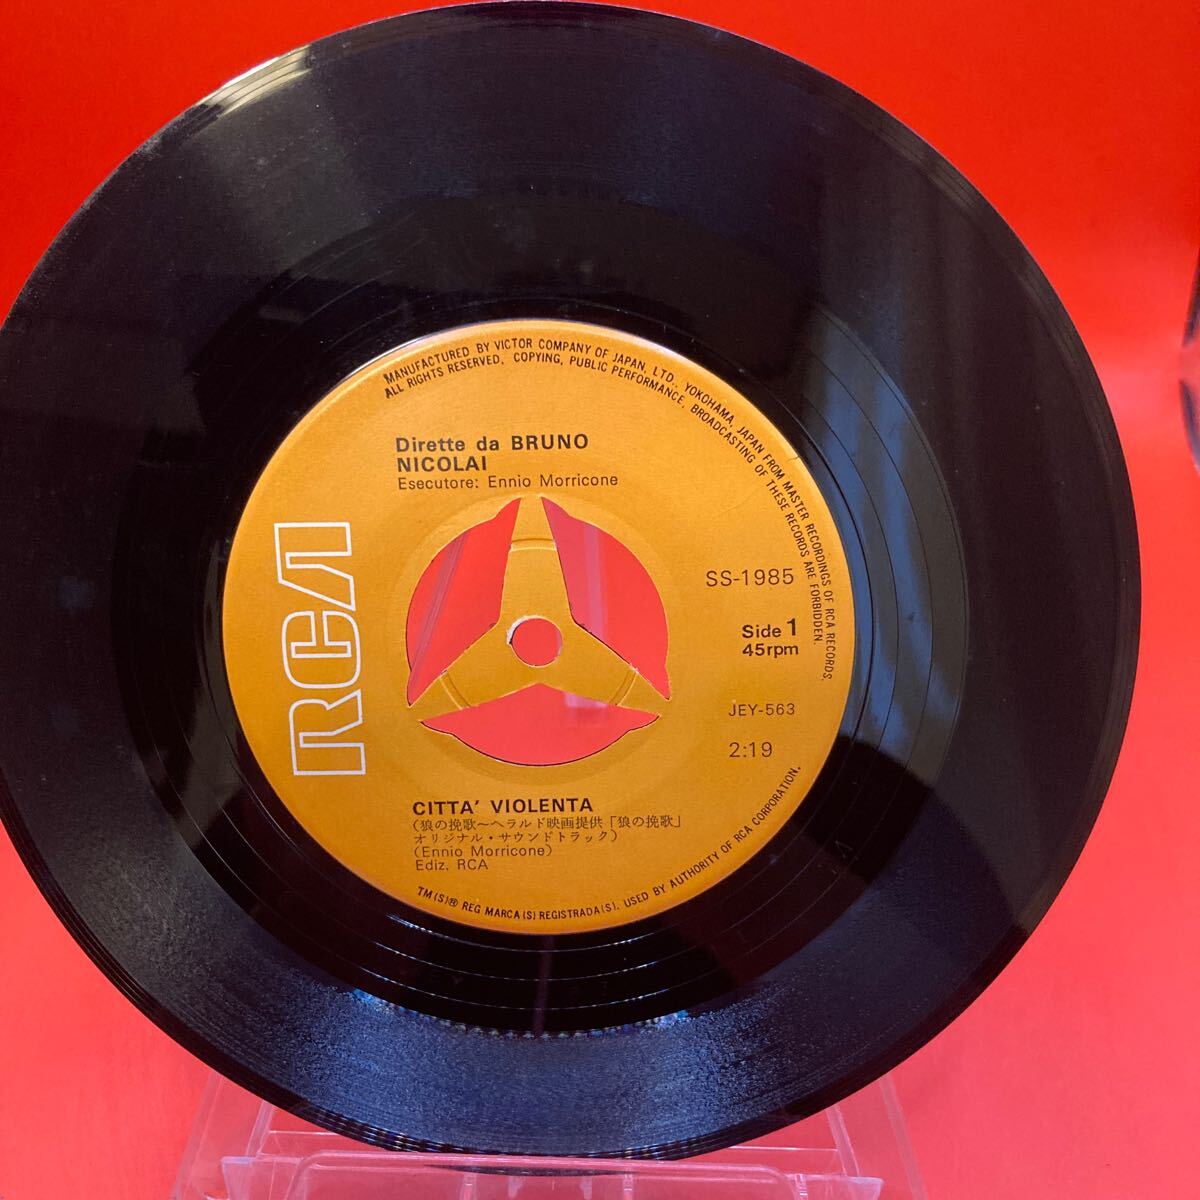 MANUFACTURED BY VICTOR COMPANY OF JAPAN, LTD., YOKOHAMA, JAPAN FROM MASTER RECORDINGS OF RCA RECORDS.
ALL RIGHTS RESERVED, COPYING, PUBLIC PERFORMANCE, BROADCASTING OF THESE RECORDS ARE FORBIDDEN.
Dirette da BRUNO
NICOLAI
Esecutore: Ennio Morricone
RCA
SS-1985
Side 1
45rpm
JEY-563
2:19
CITTA' VIOLENTA
(狼の挽歌〜ヘラルド映画提供「狼の挽歌」
オリジナル・サウンドトラック)
(Ennio Morricone)
Ediz. RCA
TM(S)® REG MARCA(S) REGISTRADA(S). USED BY AUTHORITY OF RCA CORPORATION.